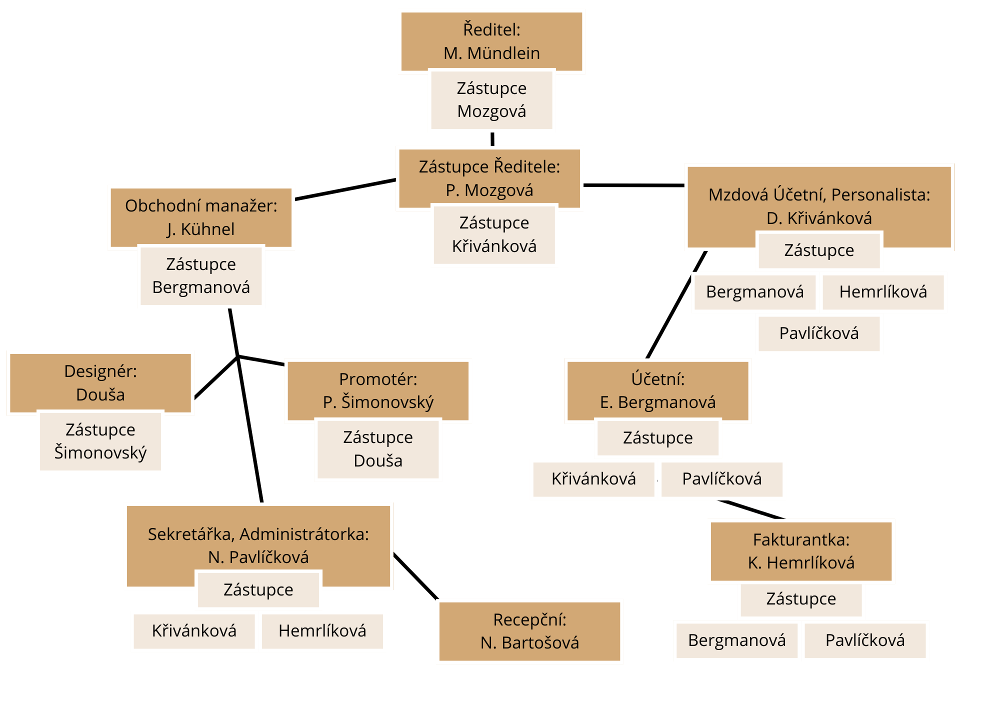 Ředitel:
M. Mündlein
Zástupce
Mozgová
Zástupce Ředitele:
P. Mozgová
Zástupce
Křivánková
Obchodní manažer:
J. Kühnel
Zástupce
Bergmanová
Mzdová Účetní, Personalista:
D. Křivánková
Zástupce
Bergmanová
Hemrlíková
Pavlíčková
Designér:
Douša
Zástupce
Šimonovský
Promotér:
P. Šimonovský
Zástupce
Douša
Účetní:
E. Bergmanová
Zástupce
Křivánková
Pavlíčková
Sekretářka, Administrátorka:
N. Pavlíčková
Zástupce
Křivánková
Hemrlíková
Recepční:
N. Bartošová
Fakturantka:
K. Hemrlíková
Zástupce
Bergmanová
Pavlíčková